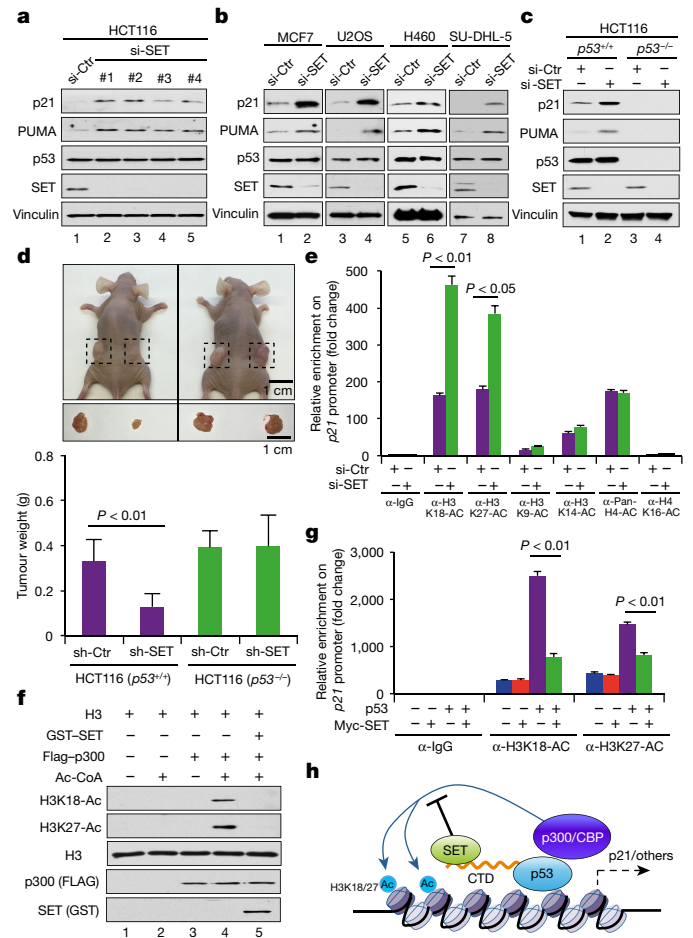 a
HCT116
si-SET
si-Ctr #1 #2 #3 #4
p21
PUMA
p53
SET
Vinculin
1 2 3 4 5
b
MCF7 U2OS H460 SU-DHL-5
si-Ctr si-SET si-Ctr si-SET si-Ctr si-SET si-Ctr si-SET
p21
PUMA
p53
SET
Vinculin
1 2 3 4 5 6 7 8
c
HCT116
p53+/+ p53−/−
si-Ctr + − + −
si-SET − + − +
p21
PUMA
p53
SET
Vinculin
1 2 3 4
d
1 cm 1 cm
1 cm
Tumour weight (g)
0.8
0.6
0.4
0.2
0
P < 0.01
sh-Ctr sh-SET sh-Ctr sh-SET
HCT116 (p53+/+) HCT116 (p53−/−)
e
Relative enrichment on
p21 promoter (fold change)
500
400
300
200
100
0
P < 0.01
P < 0.05
si-Ctr + − + − + − + − + − + −
si-SET − + − + − + − + − + − +
α-IgG α-H3 α-H3 α-H3 α-H3 α-Pan- α-H4
K18-AC K27-AC K9-AC K14-AC H4-AC K16-AC
f
H3 + + + + +
GST–SET − − − − +
Flag–p300 − − + + +
Ac-CoA − + − + +
H3K18-Ac
H3K27-Ac
H3
p300 (FLAG)
SET (GST)
1 2 3 4 5
g
Relative enrichment on
p21 promoter (fold change)
3,000
2,000
1,000
0
P < 0.01
P < 0.01
p53 − − + + − − + + − − + +
Myc-SET − + − + − + − + − + − +
α-IgG α-H3K18-AC α-H3K27-AC
h
SET
p300/CBP
p53
CTD
p21/others
H3K18/27 Ac Ac